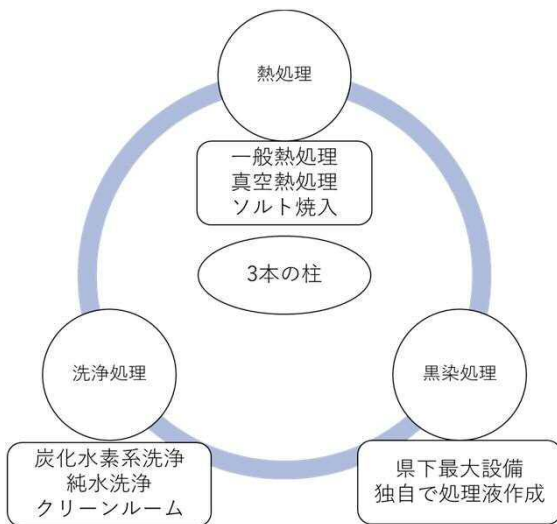 熱処理
一般熱処理
真空熱処理
ソルト焼入
3本の柱
洗浄処理
炭化水素系洗浄
純水洗浄
クリーンルーム
黒染処理
県下最大設備
独自で処理液作成